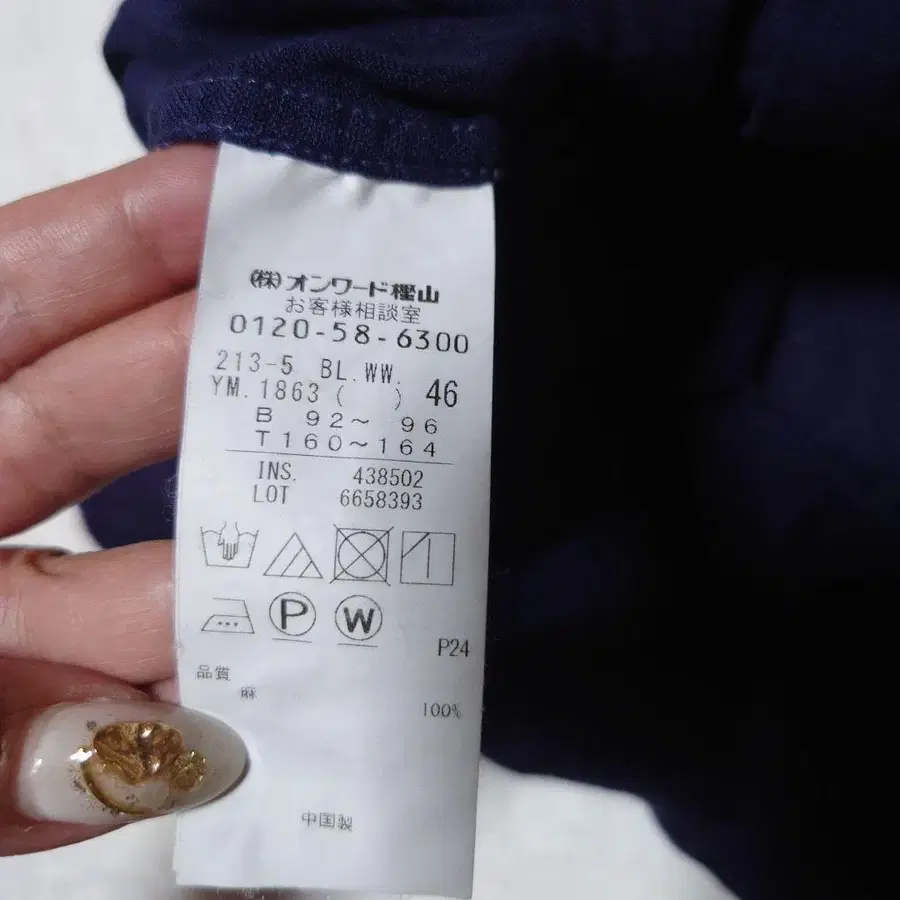 ㈱オンワード樫山
お客様相談室
0120-58-6300
213-5 BL.WW.
YM.1863 ( ) 46
B 92～ 96
T160～164
INS. 438502
LOT 6658393
P
W
P24
品質
麻
100%
中国製